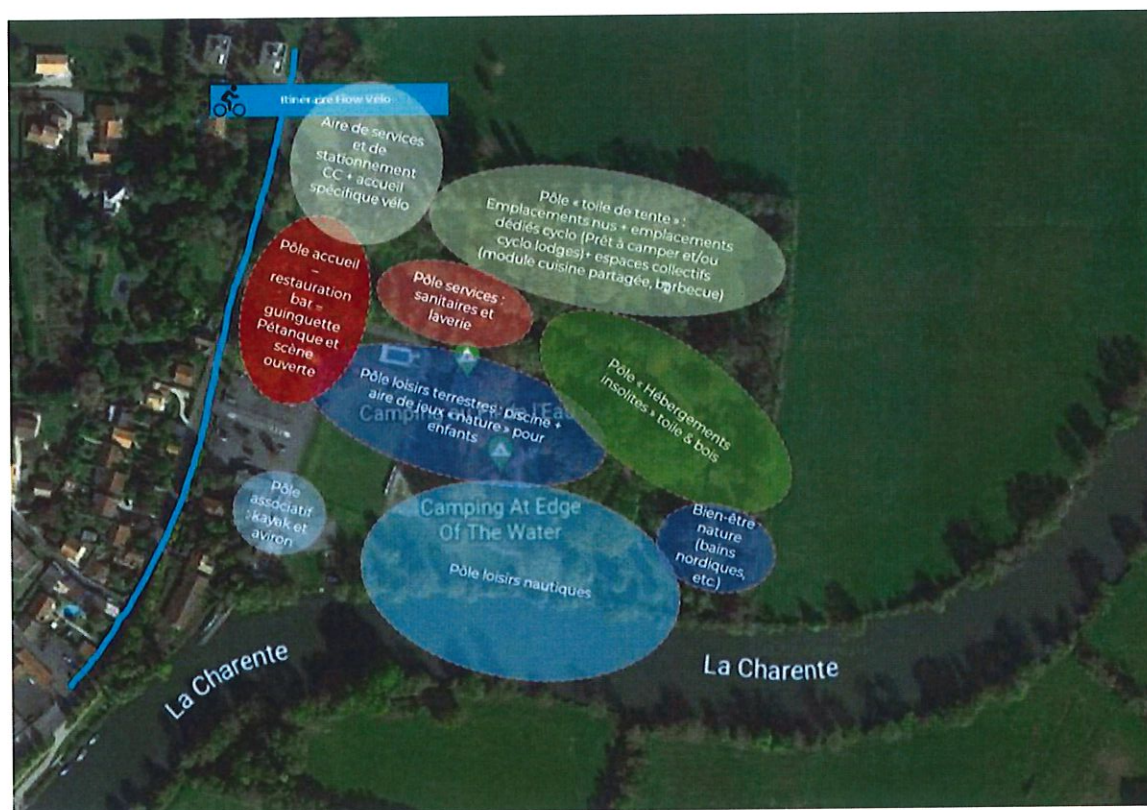 Itinéraire Flow Vélo
Aire de services
et de
stationnement
CC + accueil
spécifique vélo
Pôle « toile de tente » :
Emplacements nus + emplacements
dédiés cyclo (Prêt à camper et/ou
cyclo lodges)+ espaces collectifs
(module cuisine partagée, barbecue)
Pôle accueil
–
restauration
bar –
guinguette
Pétanque et
scène
ouverte
Pôle services :
sanitaires et
laverie
Pôle loisirs terrestres : piscine +
aire de jeux « nature » pour
enfants
Camping l'Eau
Pôle « Hébergements
insolites » toile & bois
Pôle
associatif
: kayak et
aviron
Camping At Edge
Of The Water
Pôle loisirs nautiques
Bien-être
nature
(bains
nordiques,
etc)
La Charente
La Charente